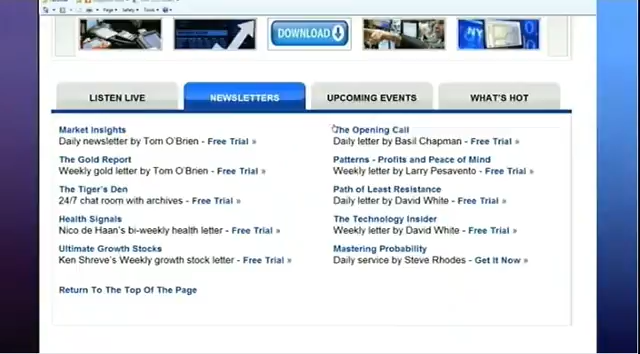 Page
Safety
Tools
DOWNLOAD
NY
LISTEN LIVE
NEWSLETTERS
UPCOMING EVENTS
WHAT'S HOT
Market Insights
Daily newsletter by Tom O'Brien - Free Trial »
The Gold Report
Weekly gold letter by Tom O'Brien - Free Trial »
The Tiger's Den
24/7 chat room with archives - Free Trial »
Health Signals
Nico de Haan's bi-weekly health letter - Free Trial »
Ultimate Growth Stocks
Ken Shreve's Weekly growth stock letter - Free Trial »
Return To The Top Of The Page
The Opening Call
Daily letter by Basil Chapman - Free Trial »
Patterns - Profits and Peace of Mind
Weekly letter by Larry Pesavento - Free Trial »
Path of Least Resistance
Daily letter by David White - Free Trial »
The Technology Insider
Weekly letter by David White - Free Trial »
Mastering Probability
Daily service by Steve Rhodes - Get It Now »